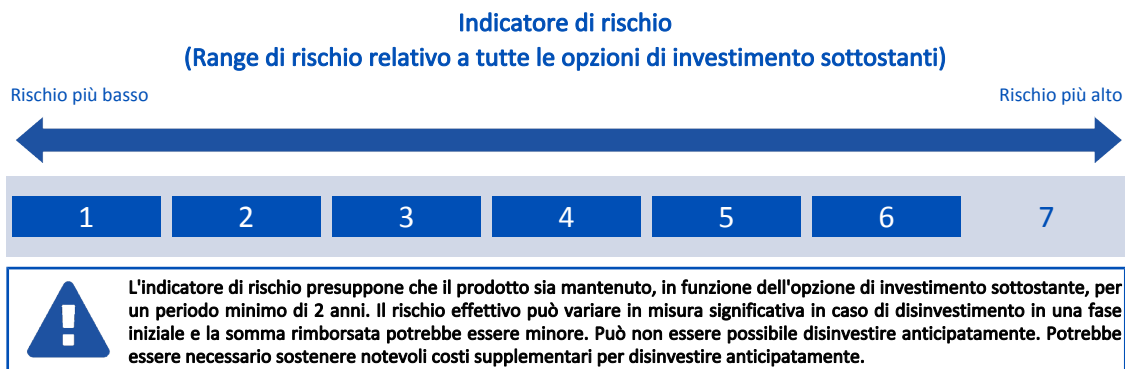 Indicatore di rischio
(Range di rischio relativo a tutte le opzioni di investimento sottostanti)
Rischio più basso
Rischio più alto
1 2 3 4 5 6 7
L'indicatore di rischio presuppone che il prodotto sia mantenuto, in funzione dell'opzione di investimento sottostante, per
un periodo minimo di 2 anni. Il rischio effettivo può variare in misura significativa in caso di disinvestimento in una fase
iniziale e la somma rimborsata potrebbe essere minore. Può non essere possibile disinvestire anticipatamente. Potrebbe
essere necessario sostenere notevoli costi supplementari per disinvestire anticipatamente.